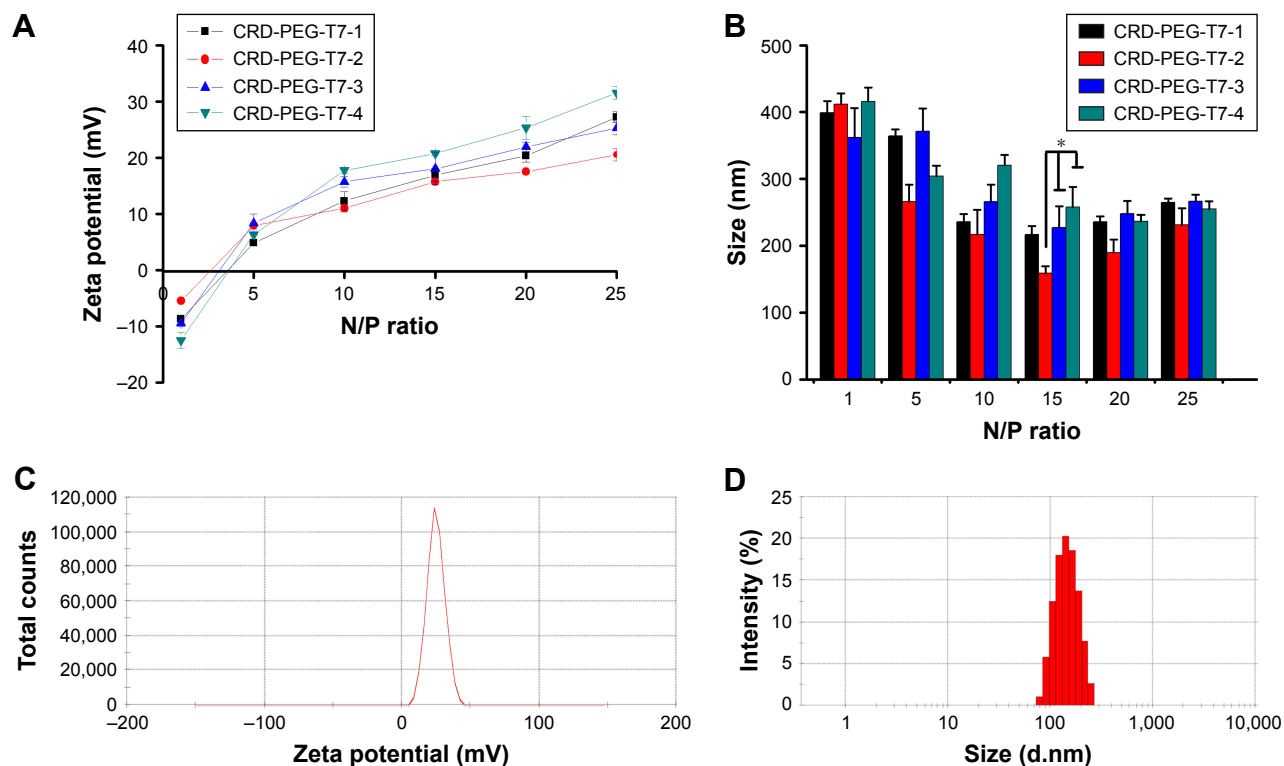 A
CRD-PEG-T7-1
CRD-PEG-T7-2
CRD-PEG-T7-3
CRD-PEG-T7-4
Zeta potential (mV)
40
30
20
10
0
–10
–20
0
5
10
15
20
25
N/P ratio
B
CRD-PEG-T7-1
CRD-PEG-T7-2
CRD-PEG-T7-3
CRD-PEG-T7-4
Size (nm)
500
400
300
200
100
0
*
1
5
10
15
20
25
N/P ratio
C
Total counts
120,000
100,000
80,000
60,000
40,000
20,000
0
–200
–100
0
100
200
Zeta potential (mV)
D
Intensity (%)
25
20
15
10
5
0
1
10
100
1,000
10,000
Size (d.nm)